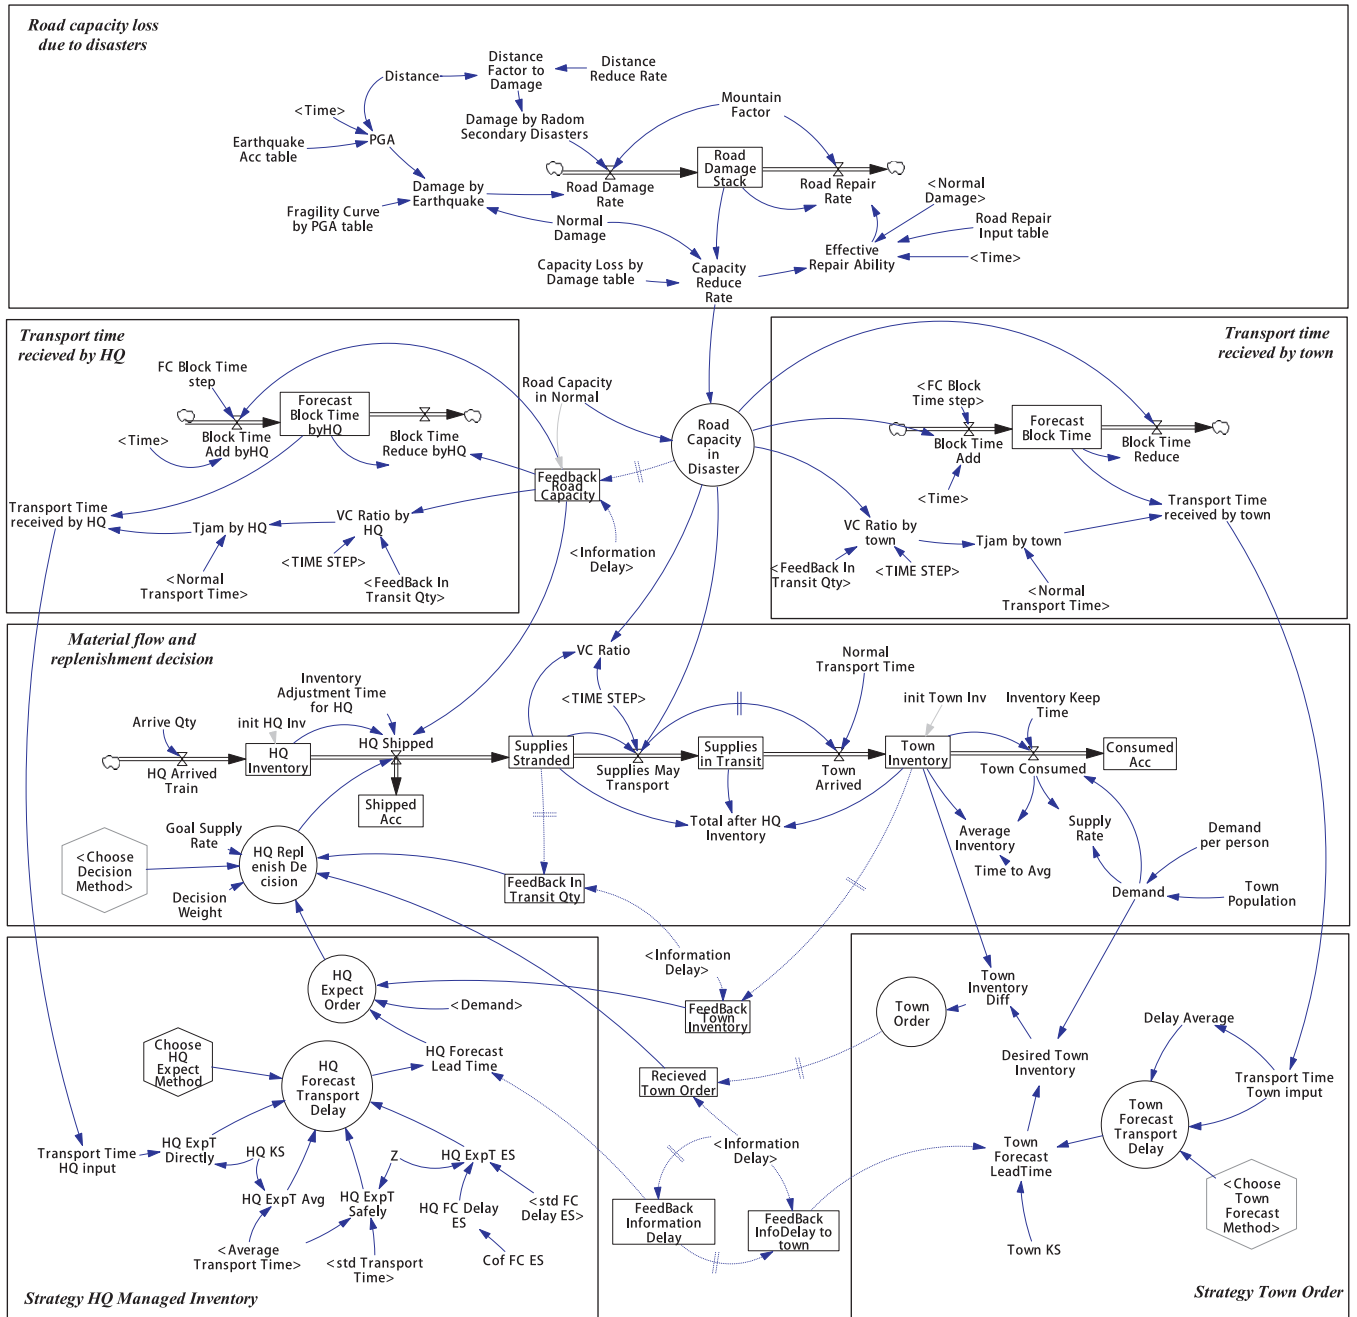 Road capacity loss
due to disasters
Distance
Distance
Factor to
Damage
Distance
Reduce Rate
<Time>
Earthquake
Acc table
PGA
Damage by Radom
Secondary Disasters
Mountain
Factor
Road
Damage
Stack
Road Damage
Rate
Road Repair
Rate
Damage by
Earthquake
Fragility Curve
by PGA table
Normal
Damage
<Normal
Damage>
Road Repair
Input table
<Time>
Effective
Repair Ability
Capacity Loss by
Damage table
Capacity
Reduce
Rate
Transport time
recieved by HQ
FC Block Time
step
Forecast
Block Time
byHQ
<Time>
Block Time
Add byHQ
Block Time
Reduce byHQ
Road Capacity
in Normal
Road
Capacity
in
Disaster
Feedback
Road
Capacity
Transport Time
received by HQ
Tjam by HQ
VC Ratio by
HQ
<TIME STEP>
<Normal
Transport Time>
<FeedBack In
Transit Qty>
<Information
Delay>
Transport time
recieved by town
<FC Block
Time step>
Forecast
Block Time
Block Time
Add
Block Time
Reduce
<Time>
VC Ratio by
town
<FeedBack In
Transit Qty>
<TIME STEP>
Tjam by town
<Normal
Transport Time>
Transport Time
received by town
Material flow and
replenishment decision
VC Ratio
<TIME STEP>
Normal
Transport Time
Inventory
Adjustment Time
for HQ
Arrive Qty
init HQ Inv
HQ
Inventory
HQ Arrived
Train
HQ Shipped
Shipped
Acc
Supplies
Stranded
Supplies May
Transport
Supplies
in Transit
Town
Arrived
init Town Inv
Town
Inventory
Inventory Keep
Time
Town Consumed
Consumed
Acc
Total after HQ
Inventory
Average
Inventory
Time to Avg
Supply
Rate
Demand
per person
Demand
Town
Population
Goal Supply
Rate
<Choose
Decision
Method>
HQ Repl
enish De
cision
Decision
Weight
FeedBack In
Transit Qty
<Information
Delay>
FeedBack
Town
Inventory
HQ
Expect
Order
<Demand>
Choose
HQ
Expect
Method
HQ
Forecast
Transport
Delay
HQ Forecast
Lead Time
Transport Time
HQ input
HQ ExpT
Directly
HQ KS
HQ ExpT Avg
HQ ExpT
Safely
Z
HQ ExpT ES
HQ FC Delay
ES
<std FC
Delay ES>
Cof FC ES
<Average
Transport Time>
<std Transport
Time>
Strategy HQ Managed Inventory
Recieved
Town Order
<Information
Delay>
FeedBack
Information
Delay
FeedBack
InfoDelay to
town
Town
Order
Town
Inventory
Diff
Desired Town
Inventory
Delay Average
Transport Time
Town imput
Town
Forecast
Transport
Delay
Town
Forecast
LeadTime
<Choose
Town
Forecast
Method>
Town KS
Strategy Town Order